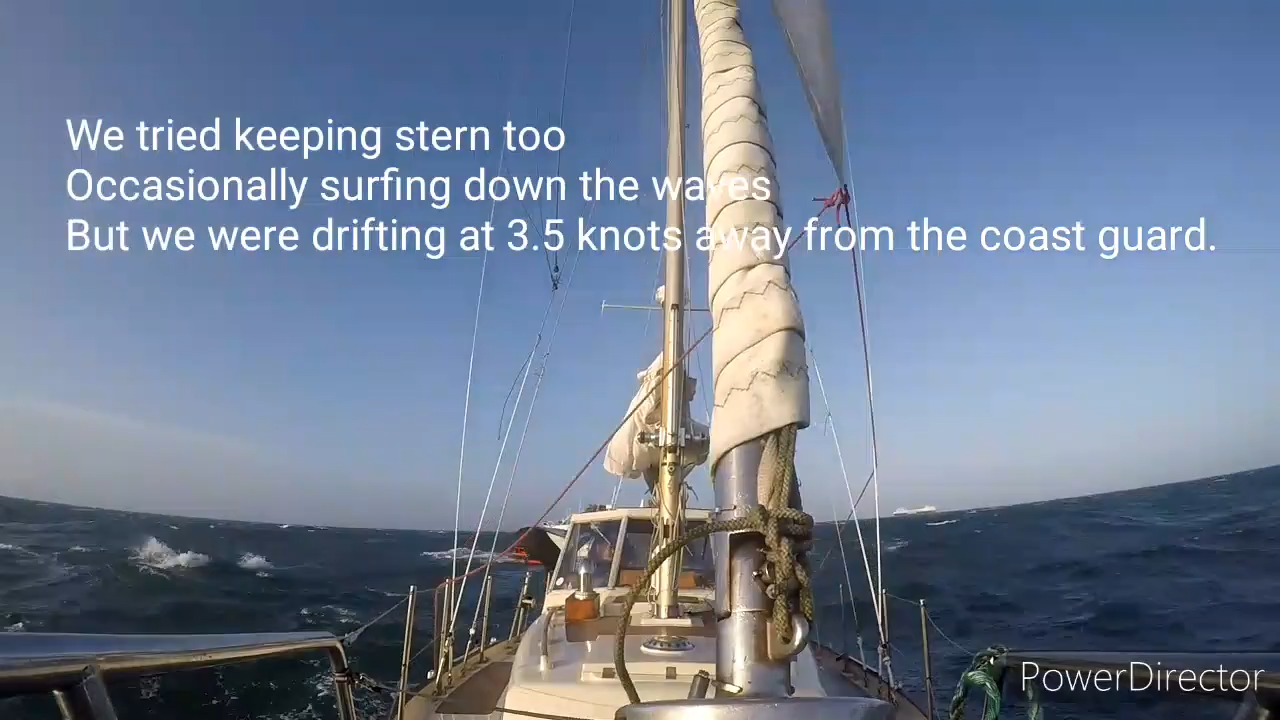 We tried keeping stern too
Occasionally surfing down the waves
But we were drifting at 3.5 knots away from the coast guard.
PowerDirector